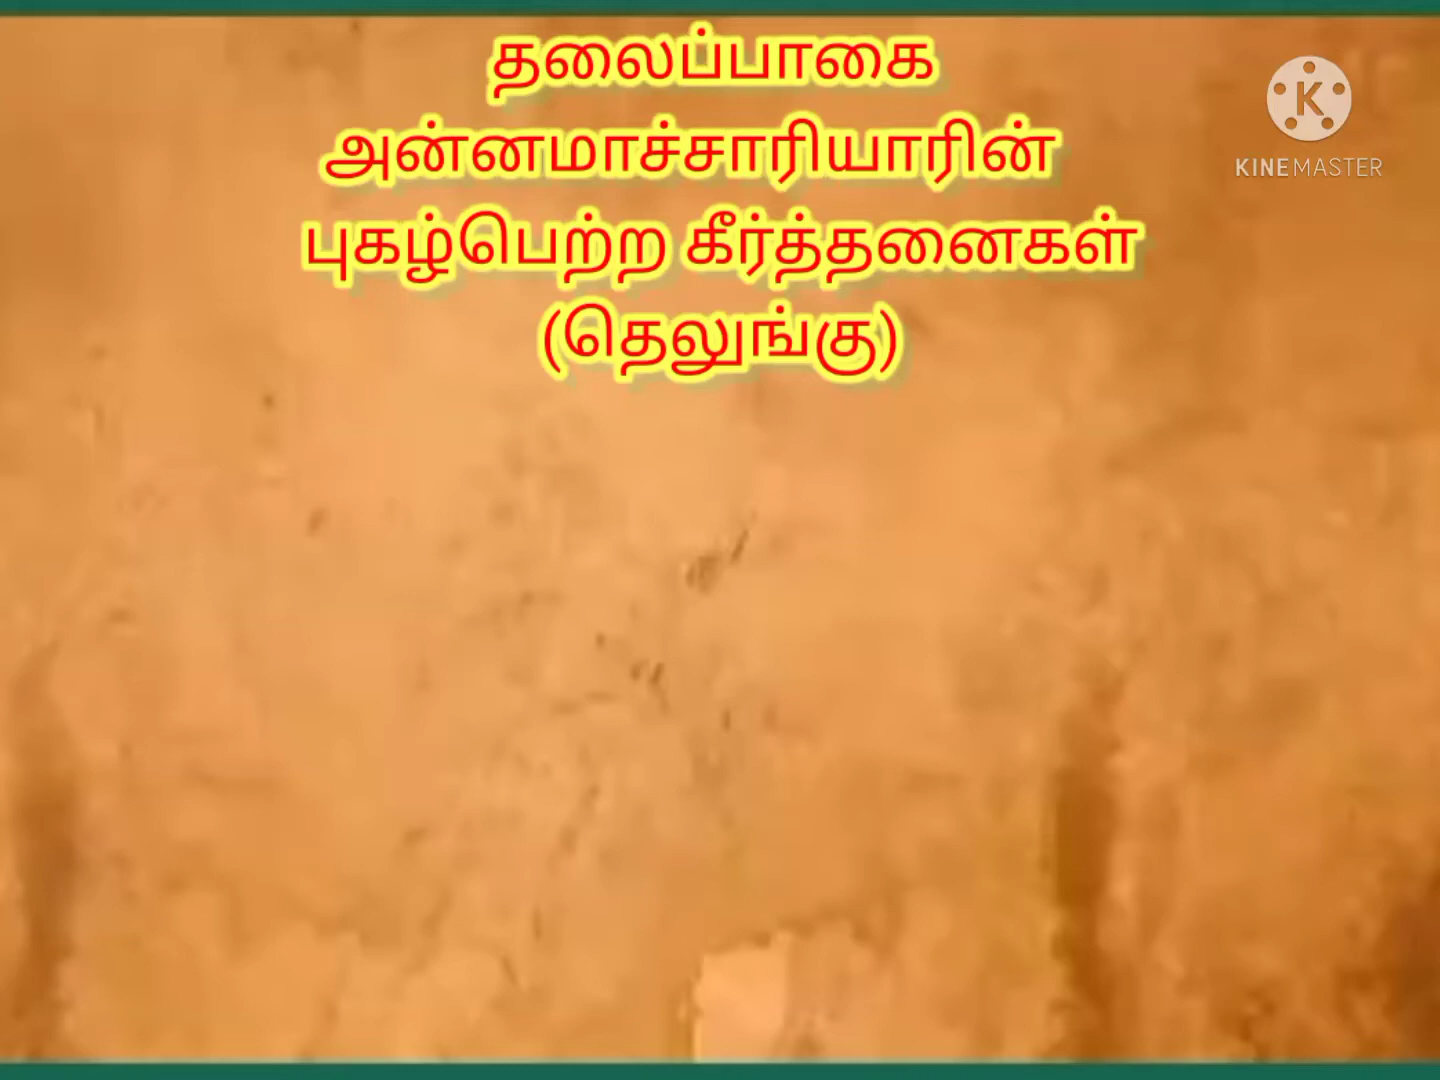 தலைப்பாகை
அன்னமாச்சாரியாரின்
புகழ்பெற்ற கீர்த்தனைகள்
(தெலுங்கு)
KINEMASTER